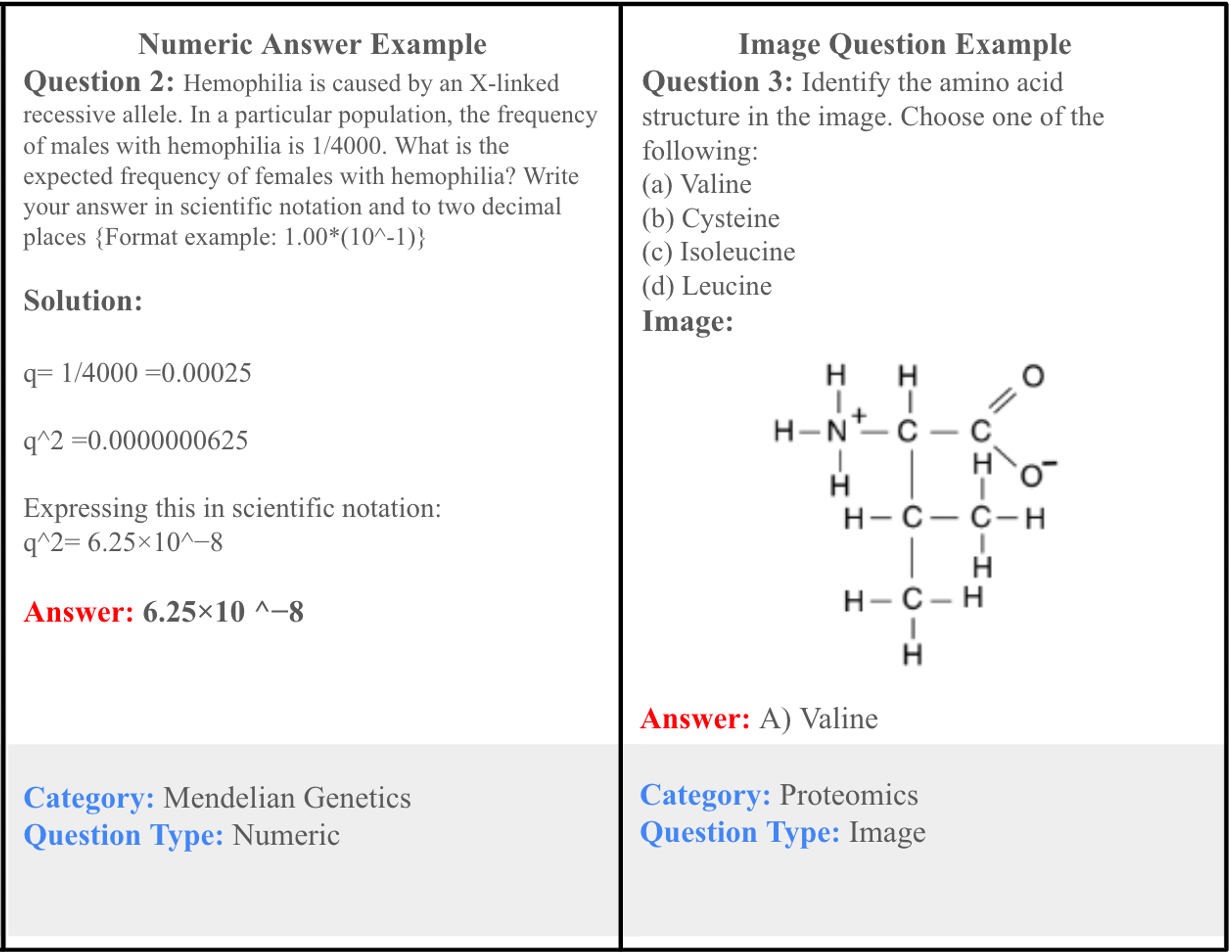 Numeric Answer Example
Question 2: Hemophilia is caused by an X-linked
recessive allele. In a particular population, the frequency
of males with hemophilia is 1/4000. What is the
expected frequency of females with hemophilia? Write
your answer in scientific notation and to two decimal
places {Format example: 1.00*(10^-1)}
Solution:
q= 1/4000 =0.00025
q^2 =0.0000000625
Expressing this in scientific notation:
q^2= 6.25×10^−8
Answer: 6.25×10 ^−8
Category: Mendelian Genetics
Question Type: Numeric
Image Question Example
Question 3: Identify the amino acid
structure in the image. Choose one of the
following:
(a) Valine
(b) Cysteine
(c) Isoleucine
(d) Leucine
Image:
H H O
H–N+–C–C
H O−
H
H–C–C–H
H
H–C–H
H
Answer: A) Valine
Category: Proteomics
Question Type: Image